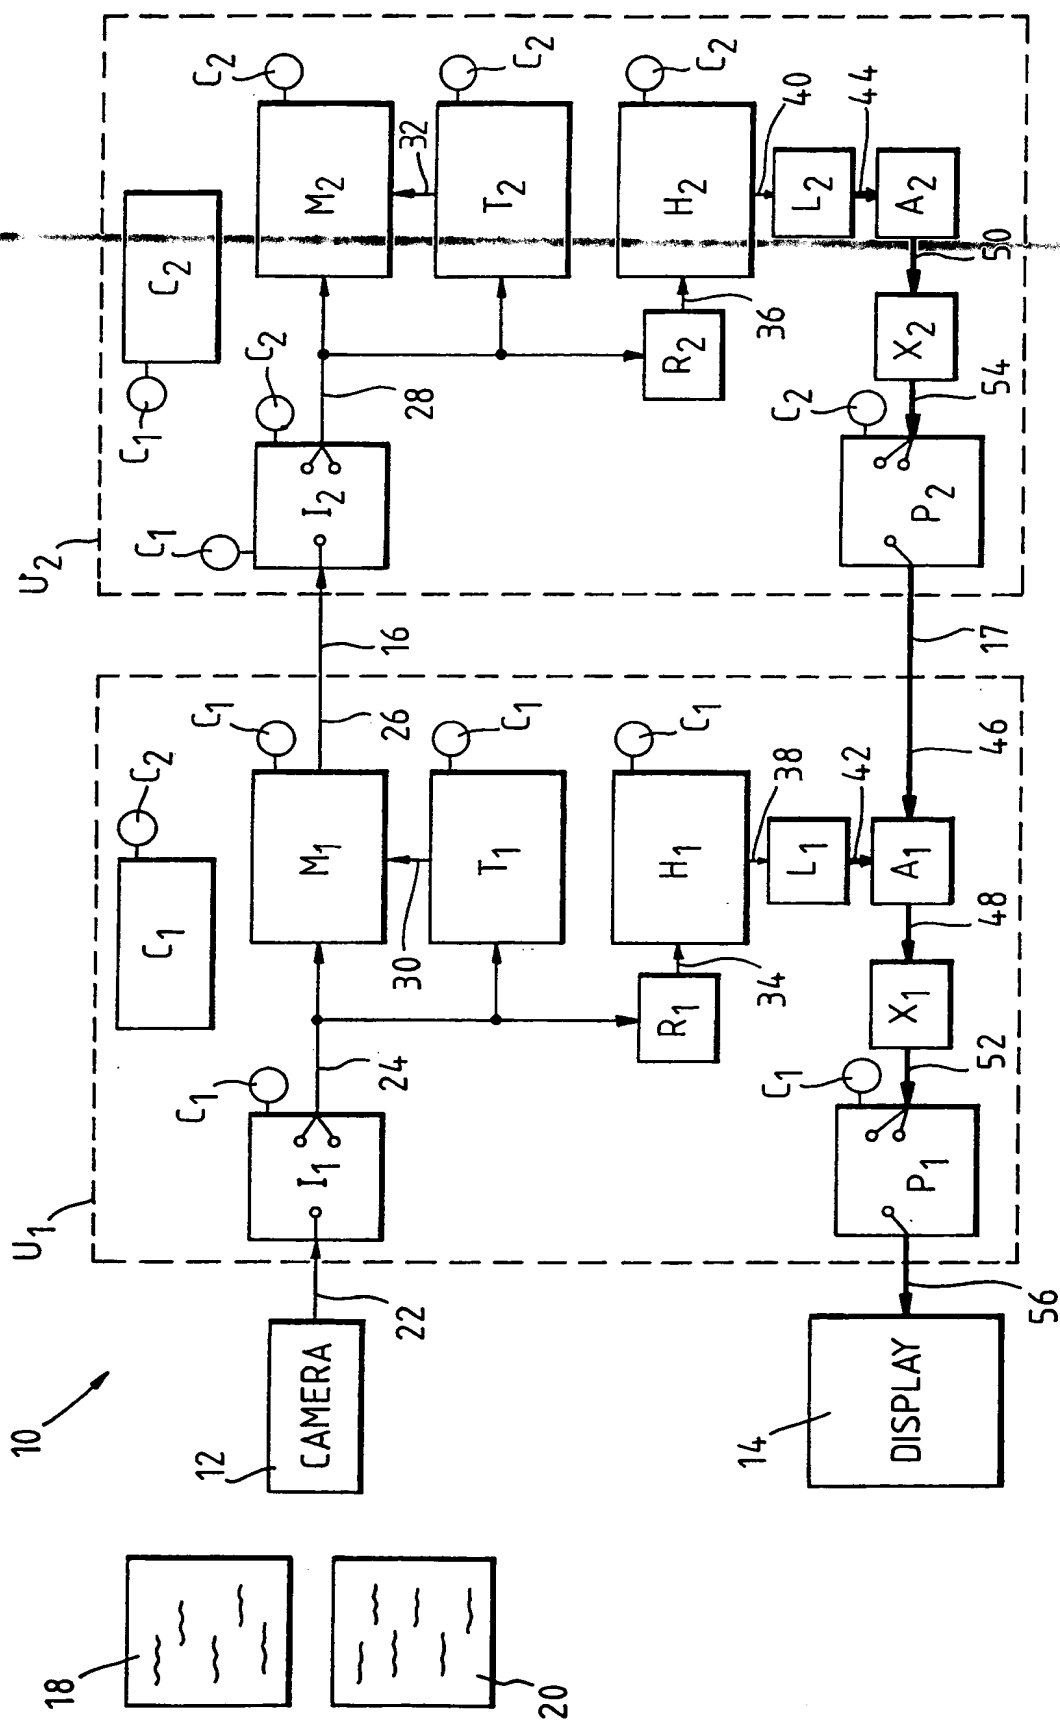 10
18
20
12
CAMERA
22
14
DISPLAY
56
U1
C1
C2
I1
C1
24
M1
C1
26
30
T1
C1
R1
34
H1
C1
38
L1
42
A1
46
48
X1
52
P1
C1
16
17
U2
C2
C1
I2
C1
C2
28
M2
C2
32
T2
C2
R2
36
H2
C2
40
L2
44
A2
50
X2
54
P2
C2